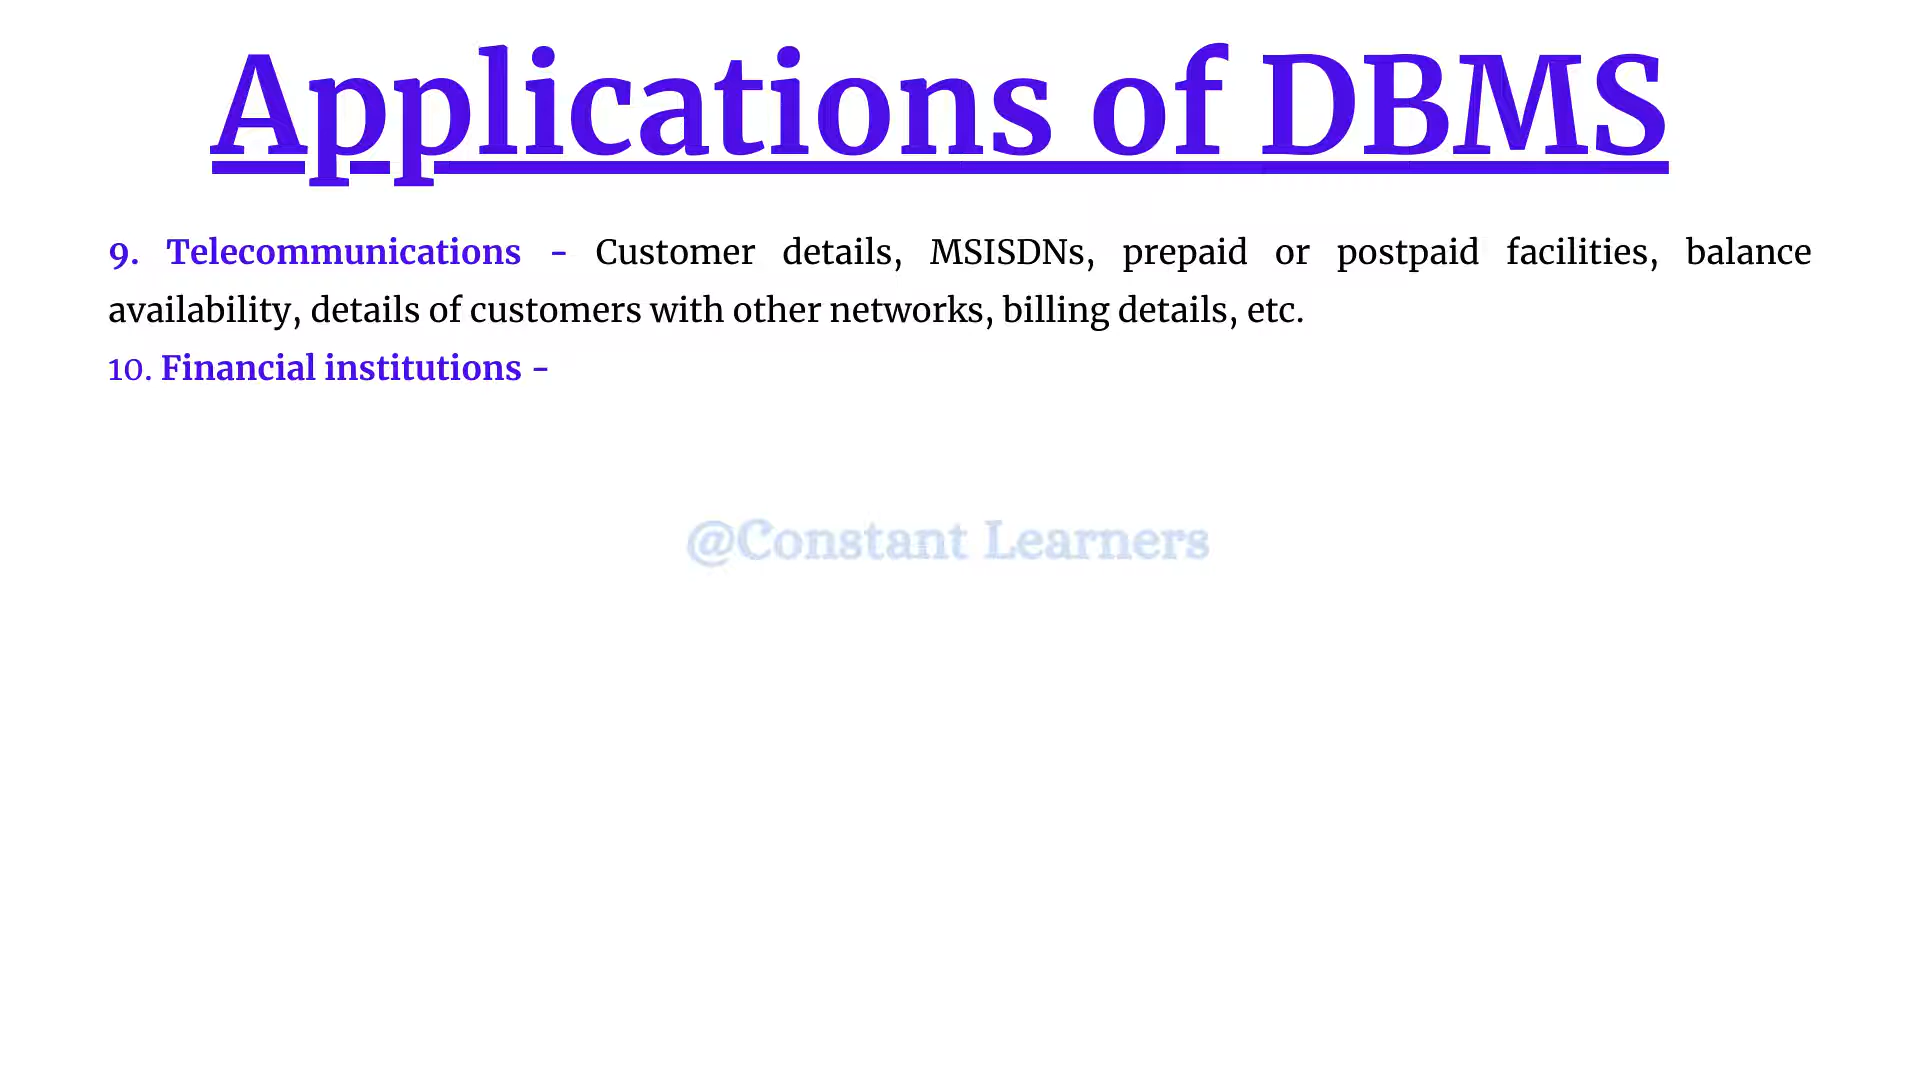 Applications of DBMS
9. Telecommunications - Customer details, MSISDNs, prepaid or postpaid facilities, balance
availability, details of customers with other networks, billing details, etc.
10. Financial institutions -
@Constant Learners